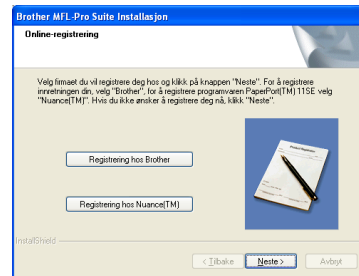 Brother MFL-Pro Suite Installasjon
Online-registrering
Velg firmaet du vil registrere deg hos og klikk på knappen "Neste". For å registrere
innretningen din, velg "Brother", for å registrere programvaren PaperPort(TM) 11SE velg
"Nuance(TM)". Hvis du ikke ønsker å registrere deg nå, klikk "Neste".
Registrering hos Brother
Registrering hos Nuance(TM)
InstallShield
< Tilbake
Neste >
Avbryt